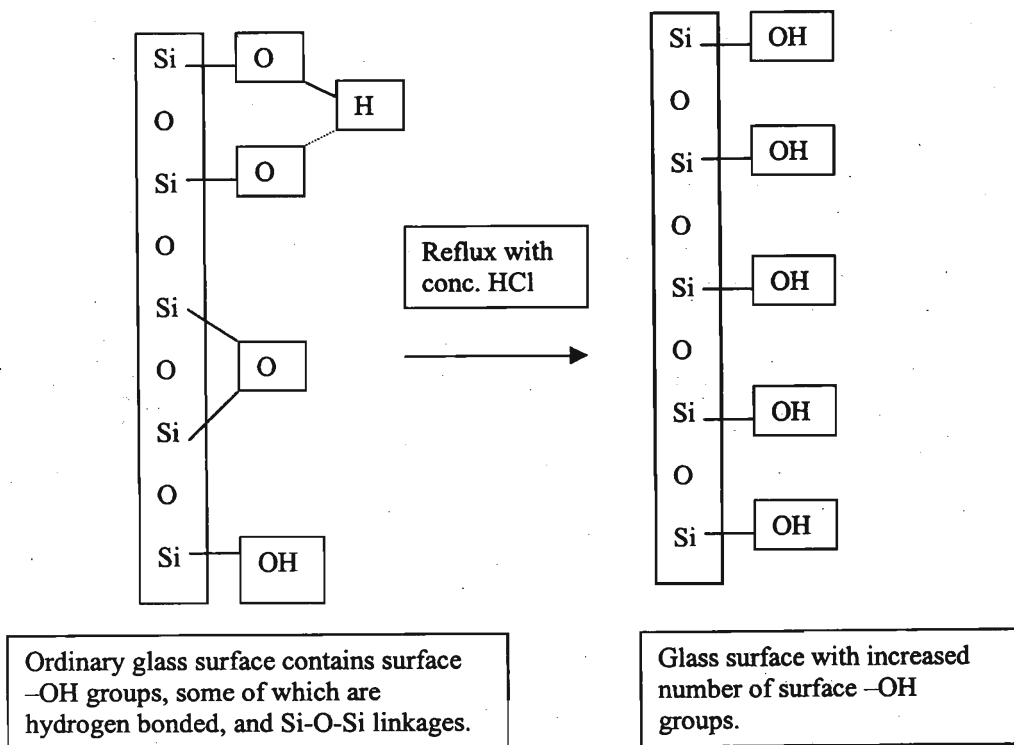 Si
O
O
H
Si
O
O
Si
O
O
Si
O
Si
OH
Reflux with
conc. HCl
Si
OH
O
Si
OH
O
Si
OH
O
Si
OH
O
Si
OH
Ordinary glass surface contains surface
–OH groups, some of which are
hydrogen bonded, and Si-O-Si linkages.
Glass surface with increased
number of surface –OH
groups.